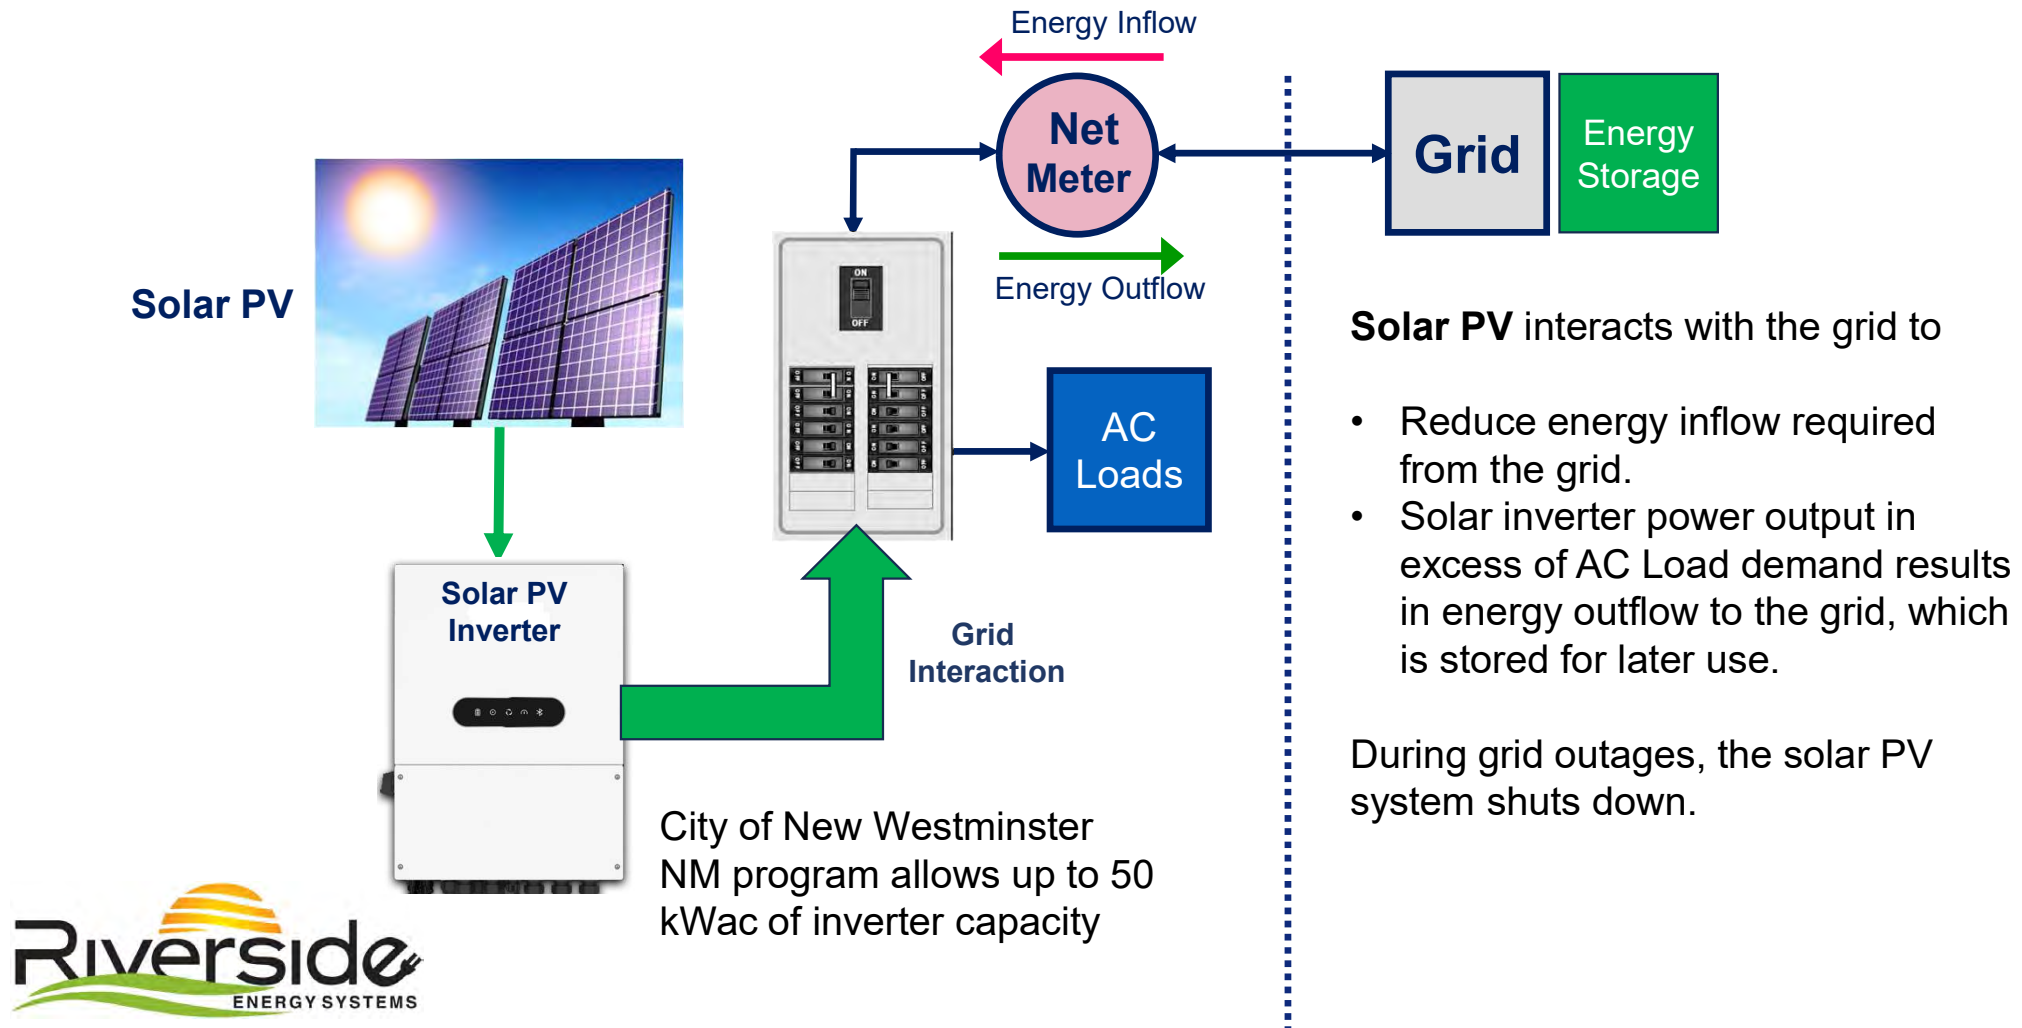 Energy Inflow
Net
Meter
Grid
Energy
Storage
Energy Outflow
Solar PV
ON
OFF
AC
Loads
Solar PV
Inverter
Grid
Interaction
City of New Westminster
NM program allows up to 50
kWac of inverter capacity
Solar PV interacts with the grid to
• Reduce energy inflow required
from the grid.
• Solar inverter power output in
excess of AC Load demand results
in energy outflow to the grid, which
is stored for later use.
During grid outages, the solar PV
system shuts down.
Riverside
ENERGY SYSTEMS